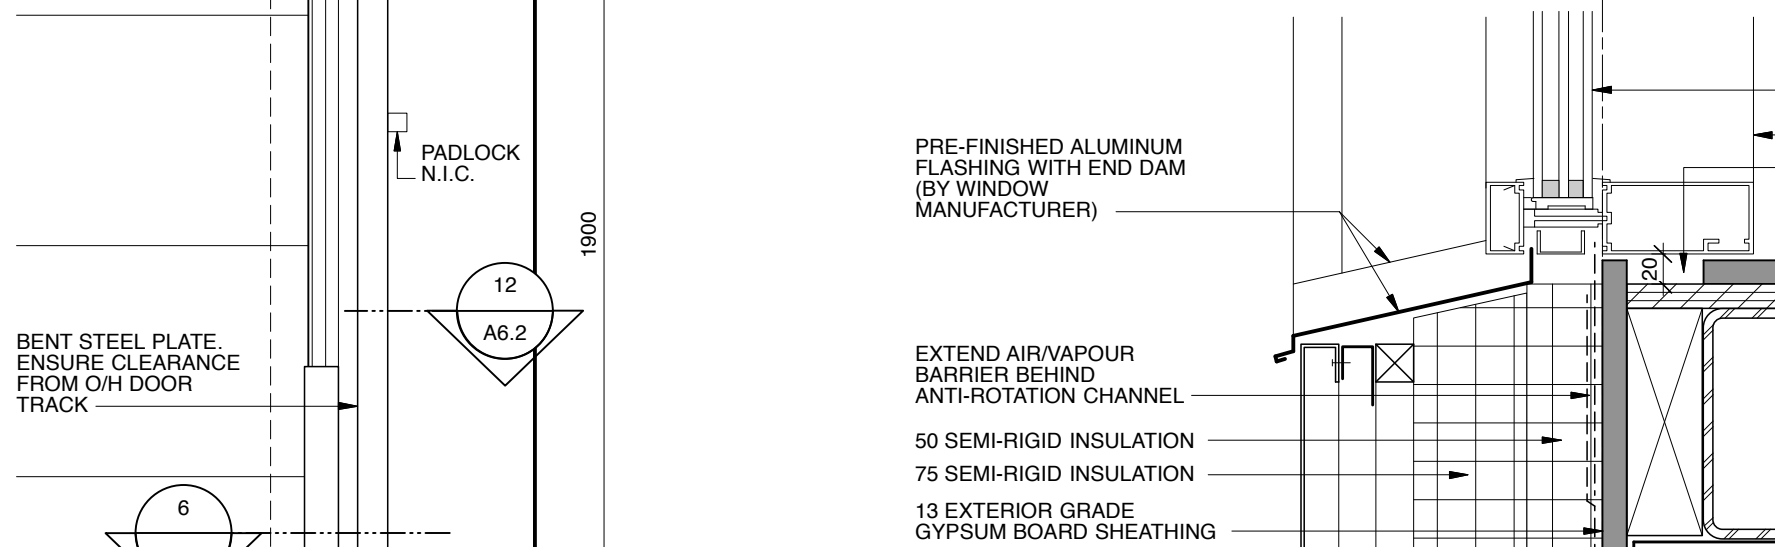 PADLOCK
N.I.C.
1900
12
A6.2
BENT STEEL PLATE.
ENSURE CLEARANCE
FROM O/H DOOR
TRACK
6
PRE-FINISHED ALUMINUM
FLASHING WITH END DAM
(BY WINDOW
MANUFACTURER)
20
EXTEND AIR/VAPOUR
BARRIER BEHIND
ANTI-ROTATION CHANNEL
50 SEMI-RIGID INSULATION
75 SEMI-RIGID INSULATION
13 EXTERIOR GRADE
GYPSUM BOARD SHEATHING